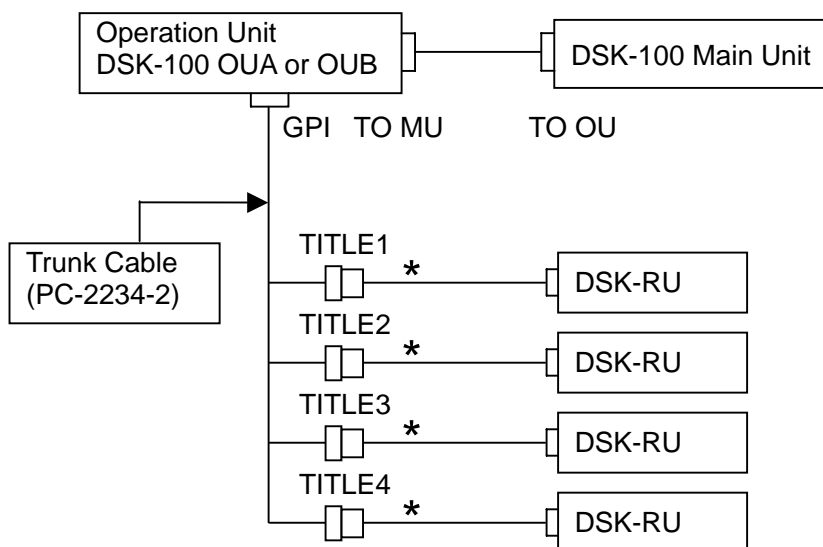 Operation Unit
DSK-100 OUA or OUB
DSK-100 Main Unit
GPI TO MU TO OU
Trunk Cable
(PC-2234-2)
TITLE1
*
DSK-RU
TITLE2
*
DSK-RU
TITLE3
*
DSK-RU
TITLE4
*
DSK-RU